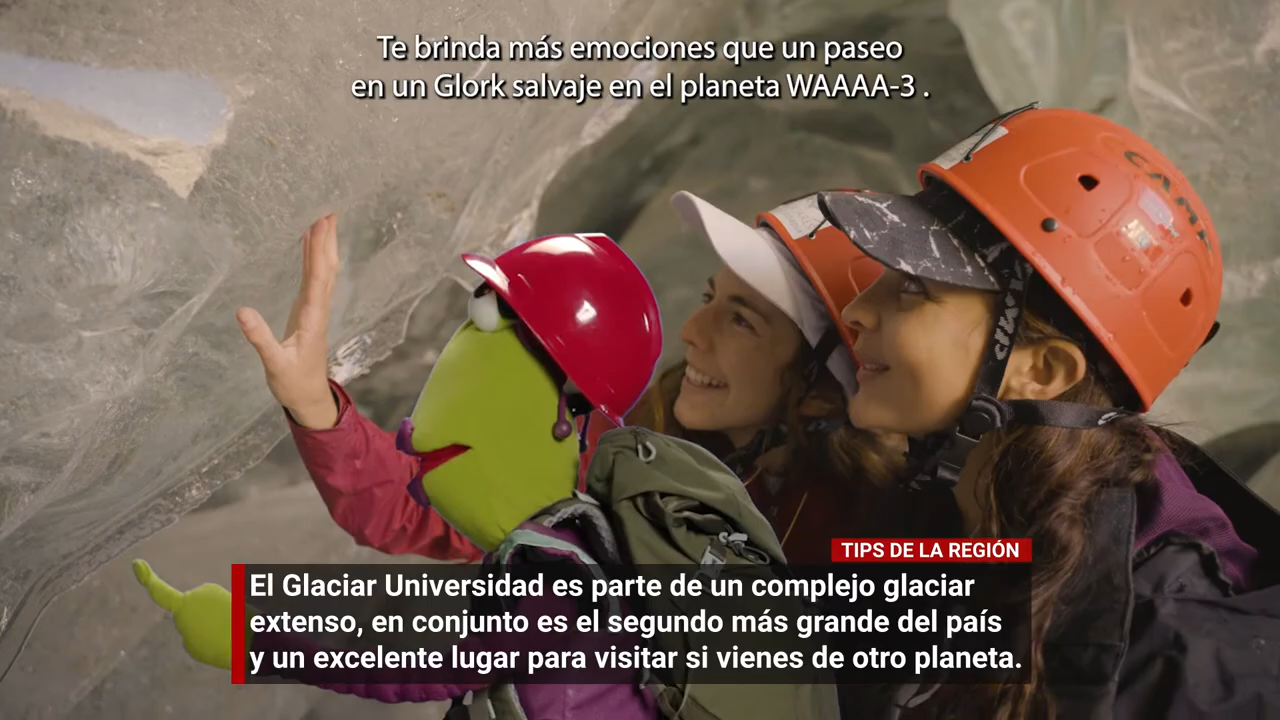 Te brinda más emociones que un paseo
en un Glork salvaje en el planeta WAAAA-3 .
CAMP
CAMP
TIPS DE LA REGIÓN
El Glaciar Universidad es parte de un complejo glaciar
extenso, en conjunto es el segundo más grande del país
y un excelente lugar para visitar si vienes de otro planeta.